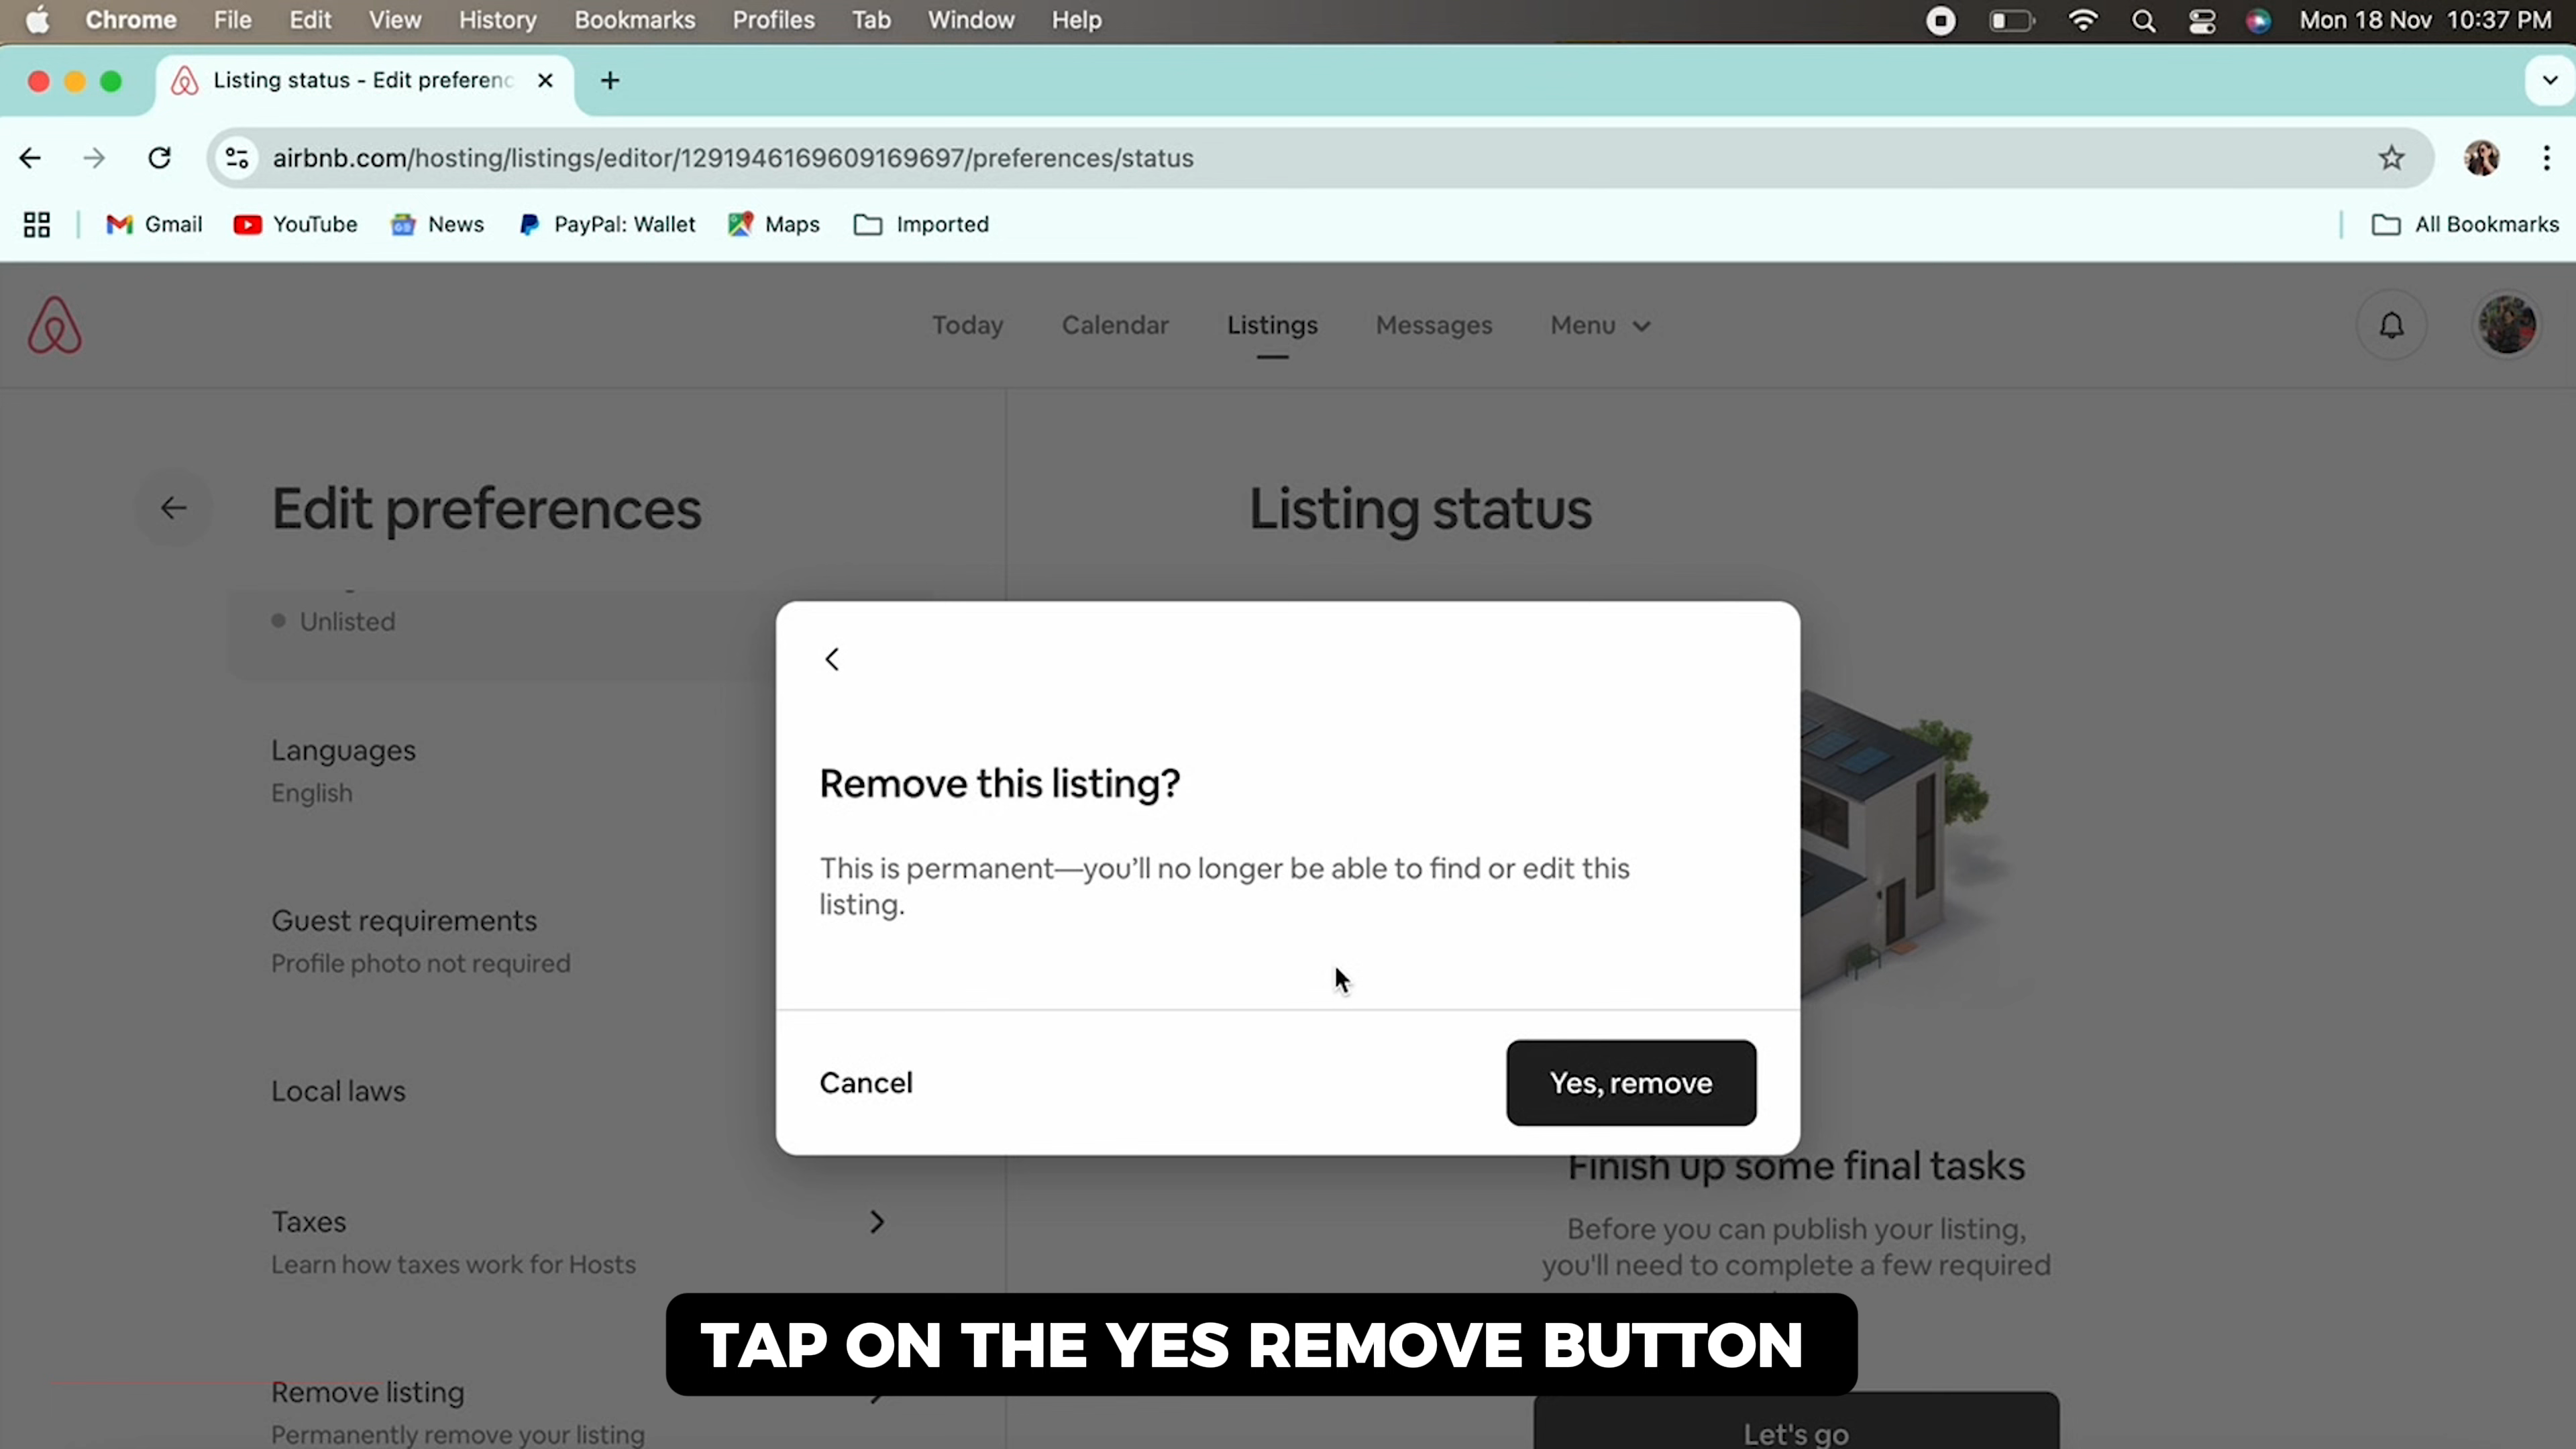 Chrome File Edit View History Bookmarks Profiles Tab Window Help Mon 18 Nov 10:37 PM
Listing status - Edit preferenc
airbnb.com/hosting/listings/editor/1291946169609169697/preferences/status
Gmail YouTube News PayPal: Wallet Maps Imported All Bookmarks
Today Calendar Listings Messages Menu
Edit preferences
Unlisted
Languages
English
Guest requirements
Profile photo not required
Local laws
Taxes
Learn how taxes work for Hosts
Remove listing
Permanently remove your listing
Listing status
Remove this listing?
This is permanent—you’ll no longer be able to find or edit this
listing.
Cancel
Yes, remove
Finish up some final tasks
Before you can publish your listing,
you'll need to complete a few required
Let's go
TAP ON THE YES REMOVE BUTTON